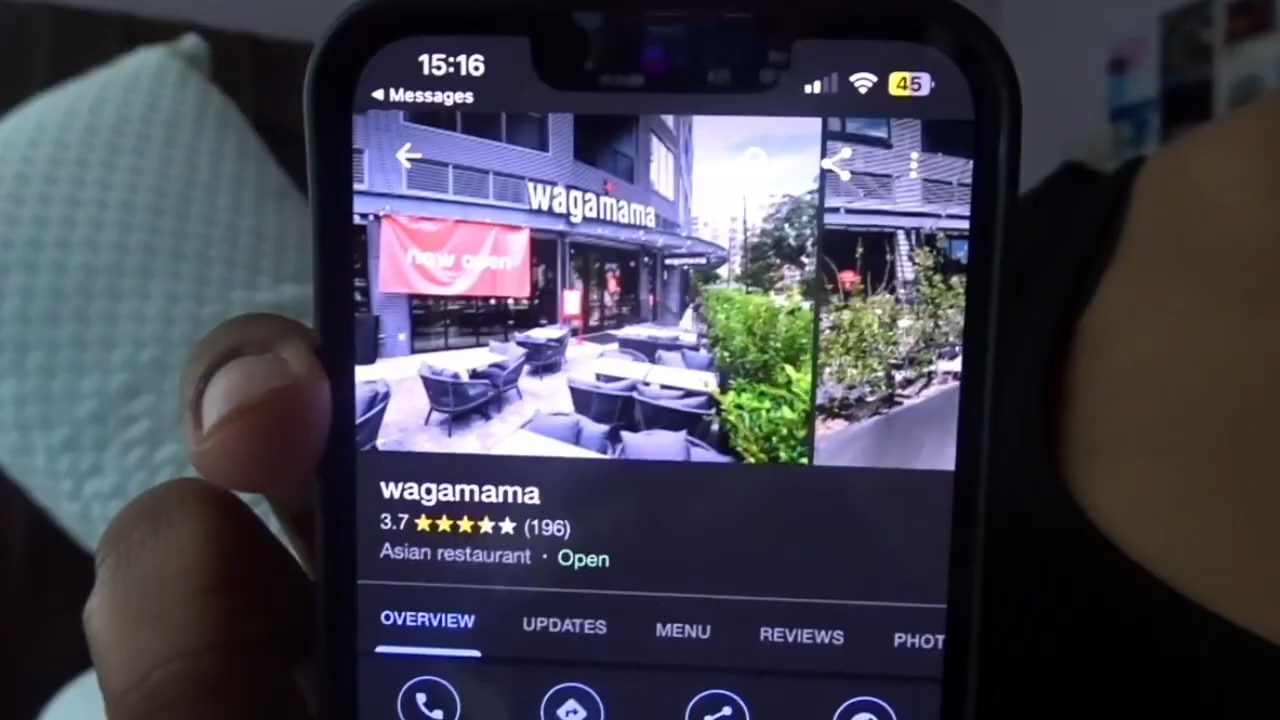 15:16
45
◀ Messages
wagamama
now open
wagamama
wagamama
3.7 (196)
Asian restaurant · Open
OVERVIEW UPDATES MENU REVIEWS PHOT